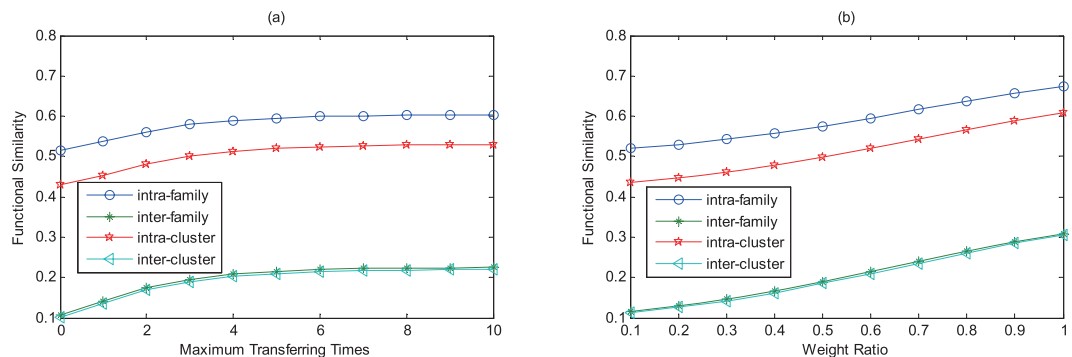 (a)
0.8
0.7
0.6
0.5
0.4
0.3
0.2
0.1
Functional Similarity
intra-family
inter-family
intra-cluster
inter-cluster
0 2 4 6 8 10
Maximum Transferring Times
(b)
0.8
0.7
0.6
0.5
0.4
0.3
0.2
0.1
Functional Similarity
intra-family
inter-family
intra-cluster
inter-cluster
0.1 0.2 0.3 0.4 0.5 0.6 0.7 0.8 0.9 1
Weight Ratio